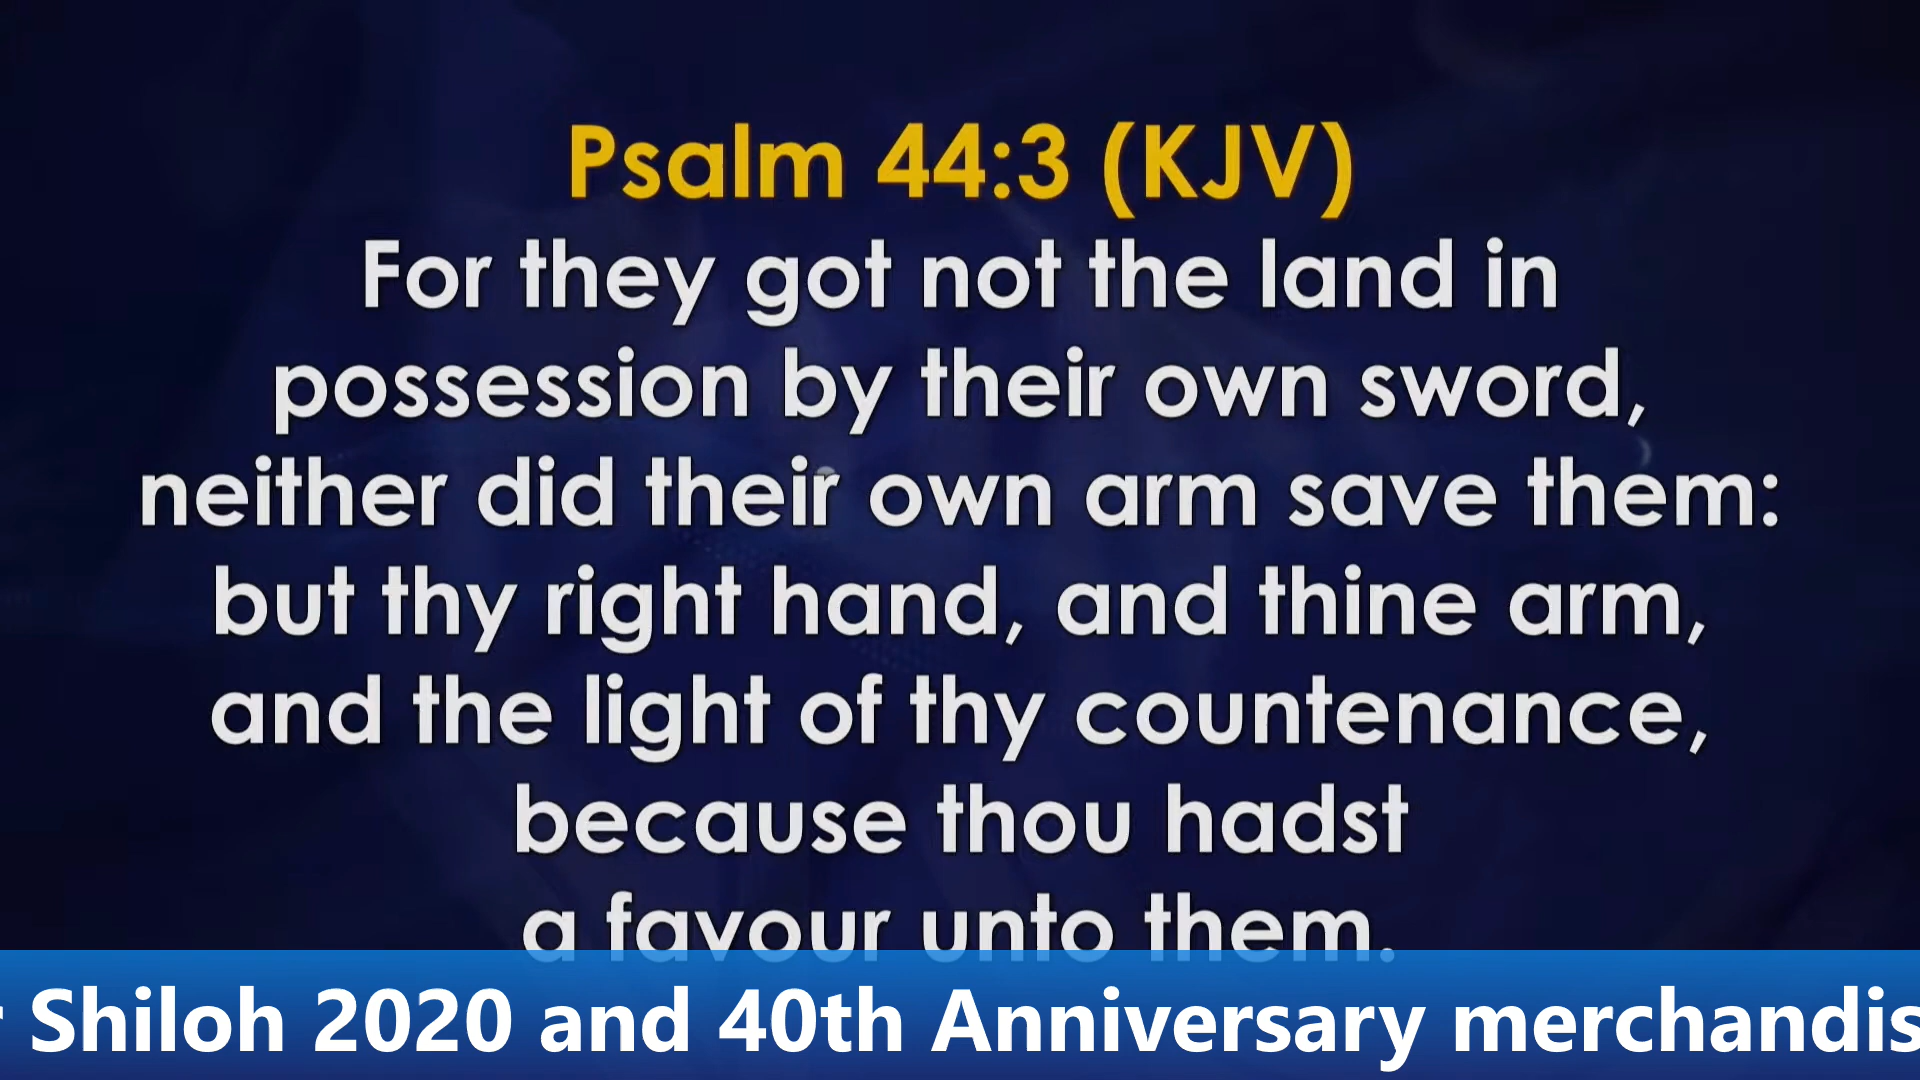 Psalm 44:3 (KJV)
For they got not the land in
possession by their own sword,
neither did their own arm save them:
but thy right hand, and thine arm,
and the light of thy countenance,
because thou hadst
a favour unto them.
Shiloh 2020 and 40th Anniversary merchandis